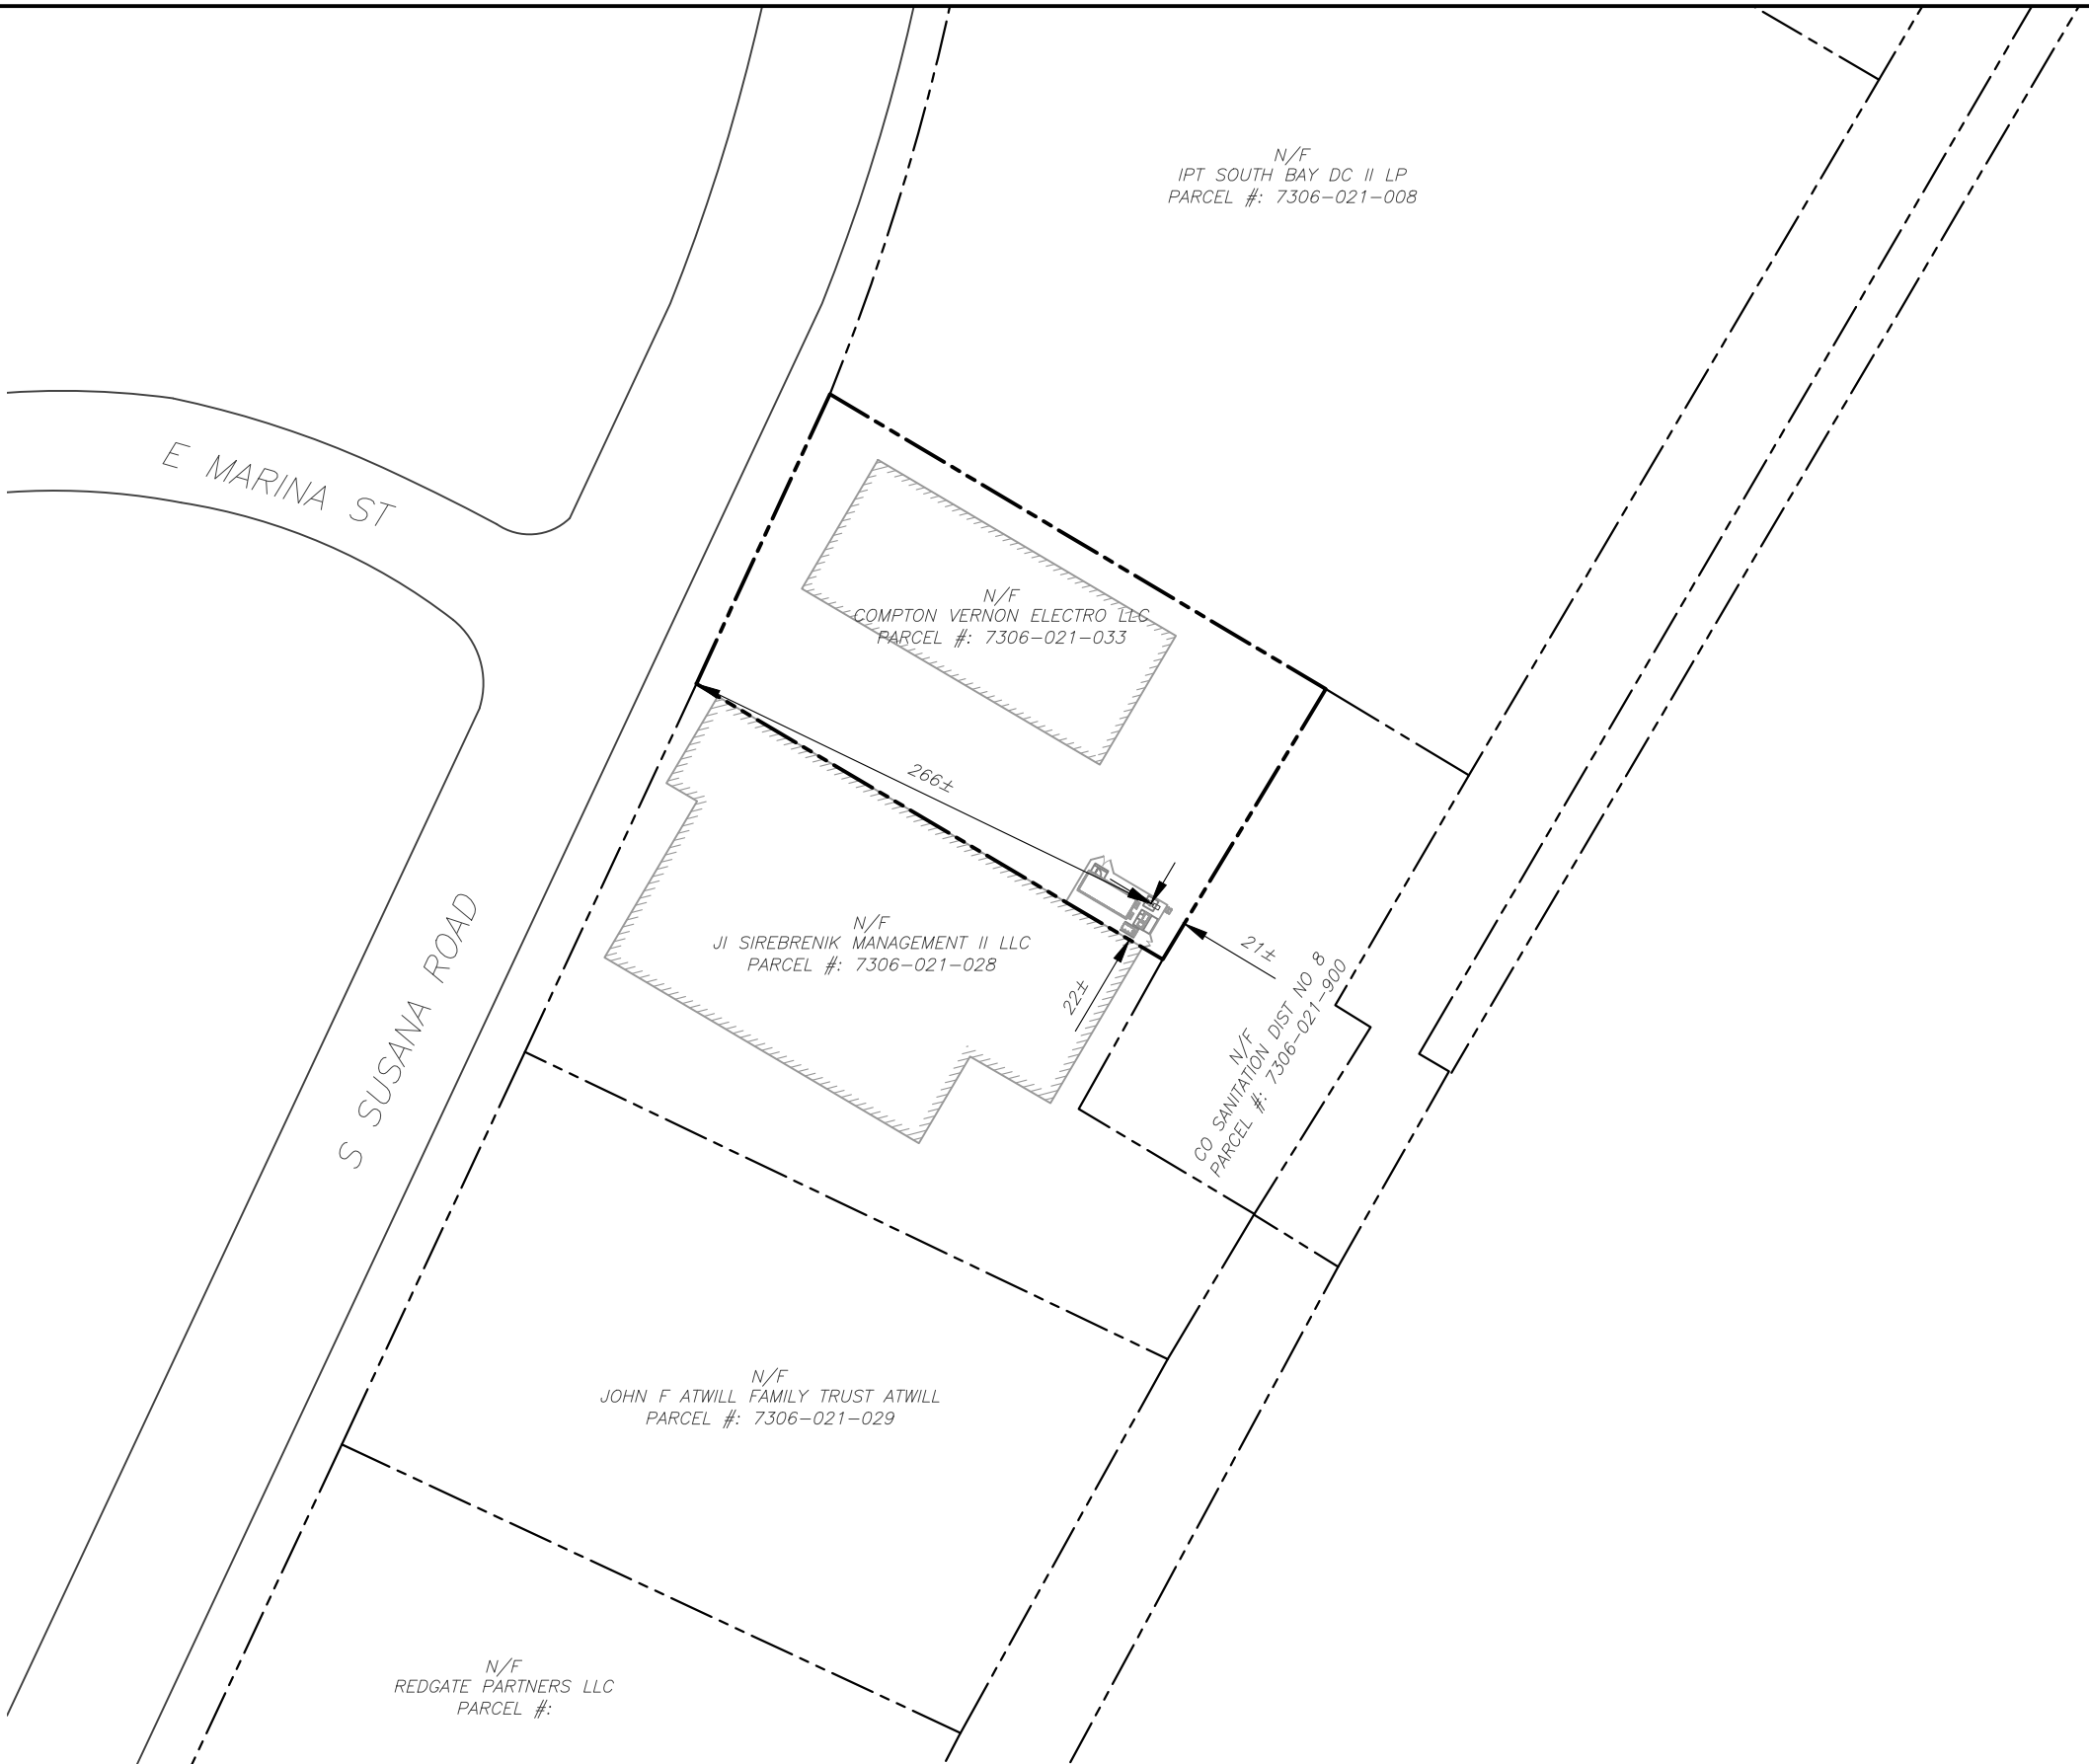 N/F
IPT SOUTH BAY DC II LP
PARCEL #: 7306-021-008
E MARINA ST
N/F
COMPTON VERNON ELECTRO LLC
PARCEL #: 7306-021-033
266±
N/F
JI SIREBRENIK MANAGEMENT II LLC
PARCEL #: 7306-021-028
21±
22±
N/F
CO SANITATION DIST NO 8
PARCEL #: 7306-021-900
S SUSANA ROAD
N/F
JOHN F ATWILL FAMILY TRUST ATWILL
PARCEL #: 7306-021-029
N/F
REDGATE PARTNERS LLC
PARCEL #: